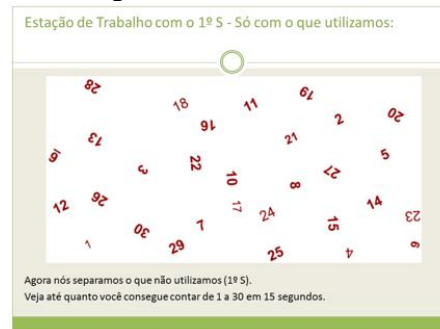 Estação de Trabalho com o 1º S - Só com o que utilizamos:
28 18 11 19 2 20
13 16 21
9 3 22 10 8 27 5
12 26 17 24 14 23
1 30 29 7 25 15 4 6
Agora nós separamos o que não utilizamos (1º S).
Veja até quanto você consegue contar de 1 a 30 em 15 segundos.